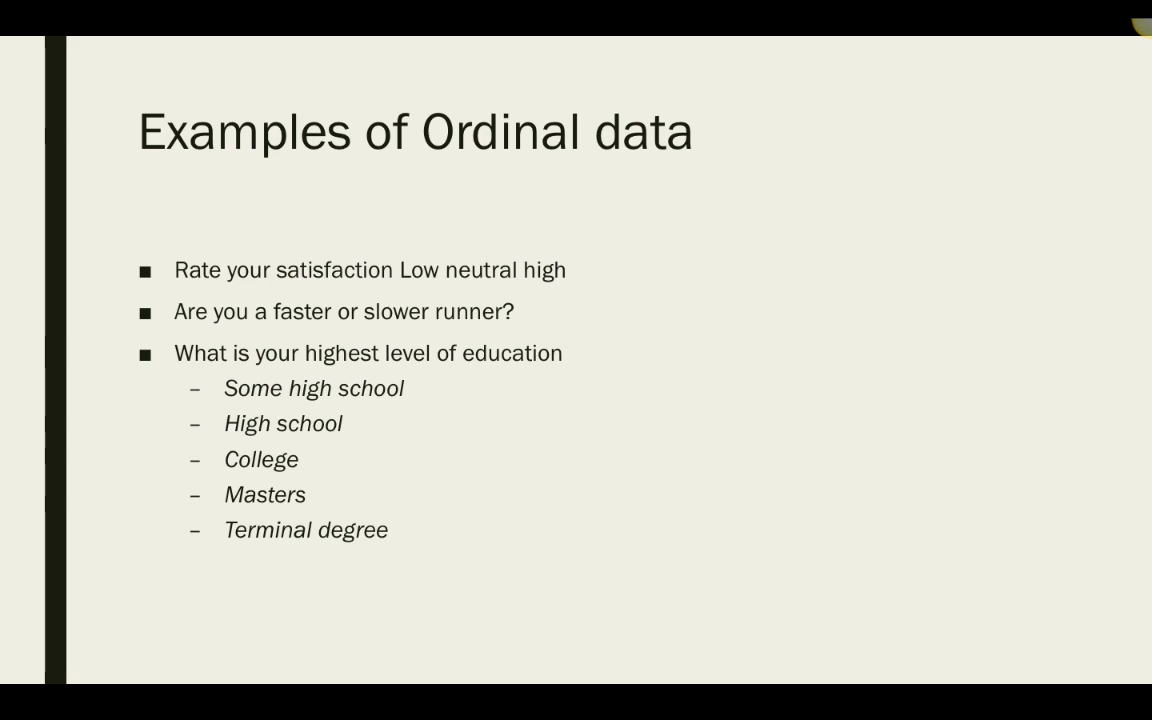 Examples of Ordinal data
■ Rate your satisfaction Low neutral high
■ Are you a faster or slower runner?
■ What is your highest level of education
– Some high school
– High school
– College
– Masters
– Terminal degree